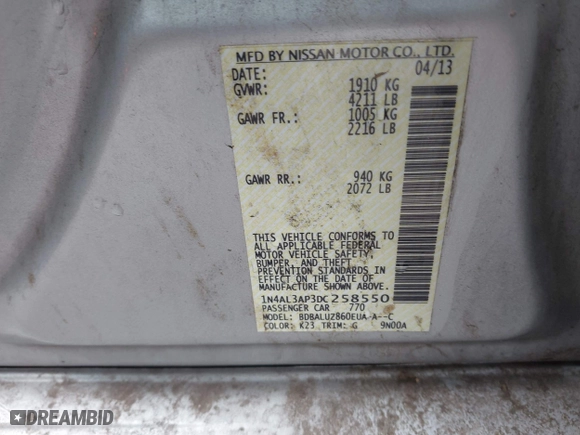 MFD BY NISSAN MOTOR CO., LTD.
DATE: 04/13
GVWR: 1910 KG
4211 LB
GAWR FR.: 1005 KG
2216 LB
GAWR RR.: 940 KG
2072 LB
THIS VEHICLE CONFORMS TO
ALL APPLICABLE FEDERAL
MOTOR VEHICLE SAFETY,
BUMPER, AND THEFT
PREVENTION STANDARDS IN
EFFECT ON THE DATE OF
MANUFACTURE SHOWN ABOVE.
1N4AL3AP3DC258550
PASSENGER CAR 770
MODEL: BDBALUZ860EUA-A--C
COLOR: K23 TRIM: G 9N00A
DREAMBID